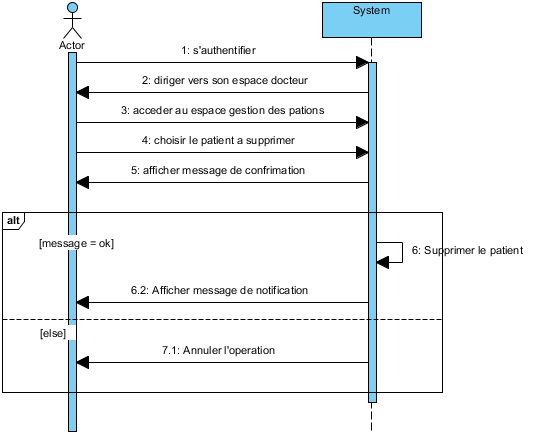 System
Actor
1: s'authentifier
2: diriger vers son espace docteur
3: acceder au espace gestion des pations
4: choisir le patient a supprimer
5: afficher message de confrimation
alt
[message = ok]
6: Supprimer le patient
6.2: Afficher message de notification
[else]
7.1: Annuler l'operation